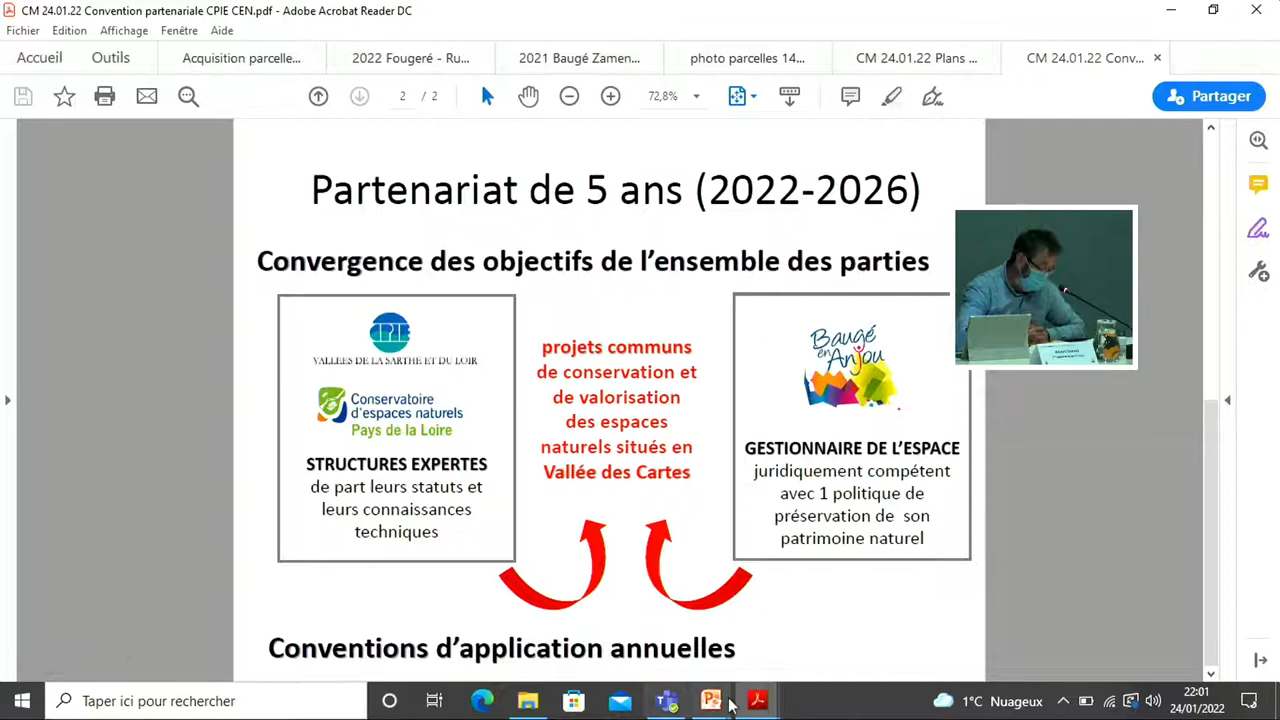 CM 24.01.22 Convention partenariale CPIE CEN.pdf - Adobe Acrobat Reader DC
Fichier Edition Affichage Fenêtre Aide
Accueil Outils Acquisition parcelle... 2022 Fougeré - Ru... 2021 Baugé Zamen... photo parcelles 14... CM 24.01.22 Plans ... CM 24.01.22 Conv...
2 / 2 72,8% Partager
Partenariat de 5 ans (2022-2026)
Convergence des objectifs de l'ensemble des parties
CPIE
VALLÉES DE LA SARTHE ET DU LOIR
Conservatoire
d'espaces naturels
Pays de la Loire
STRUCTURES EXPERTES
de part leurs statuts et
leurs connaissances
techniques
projets communs
de conservation et
de valorisation
des espaces
naturels situés en
Vallée des Cartes
Baugé
en Anjou
GESTIONNAIRE DE L'ESPACE
juridiquement compétent
avec 1 politique de
préservation de son
patrimoine naturel
Conventions d'application annuelles
Taper ici pour rechercher
1°C Nuageux
22:01
24/01/2022